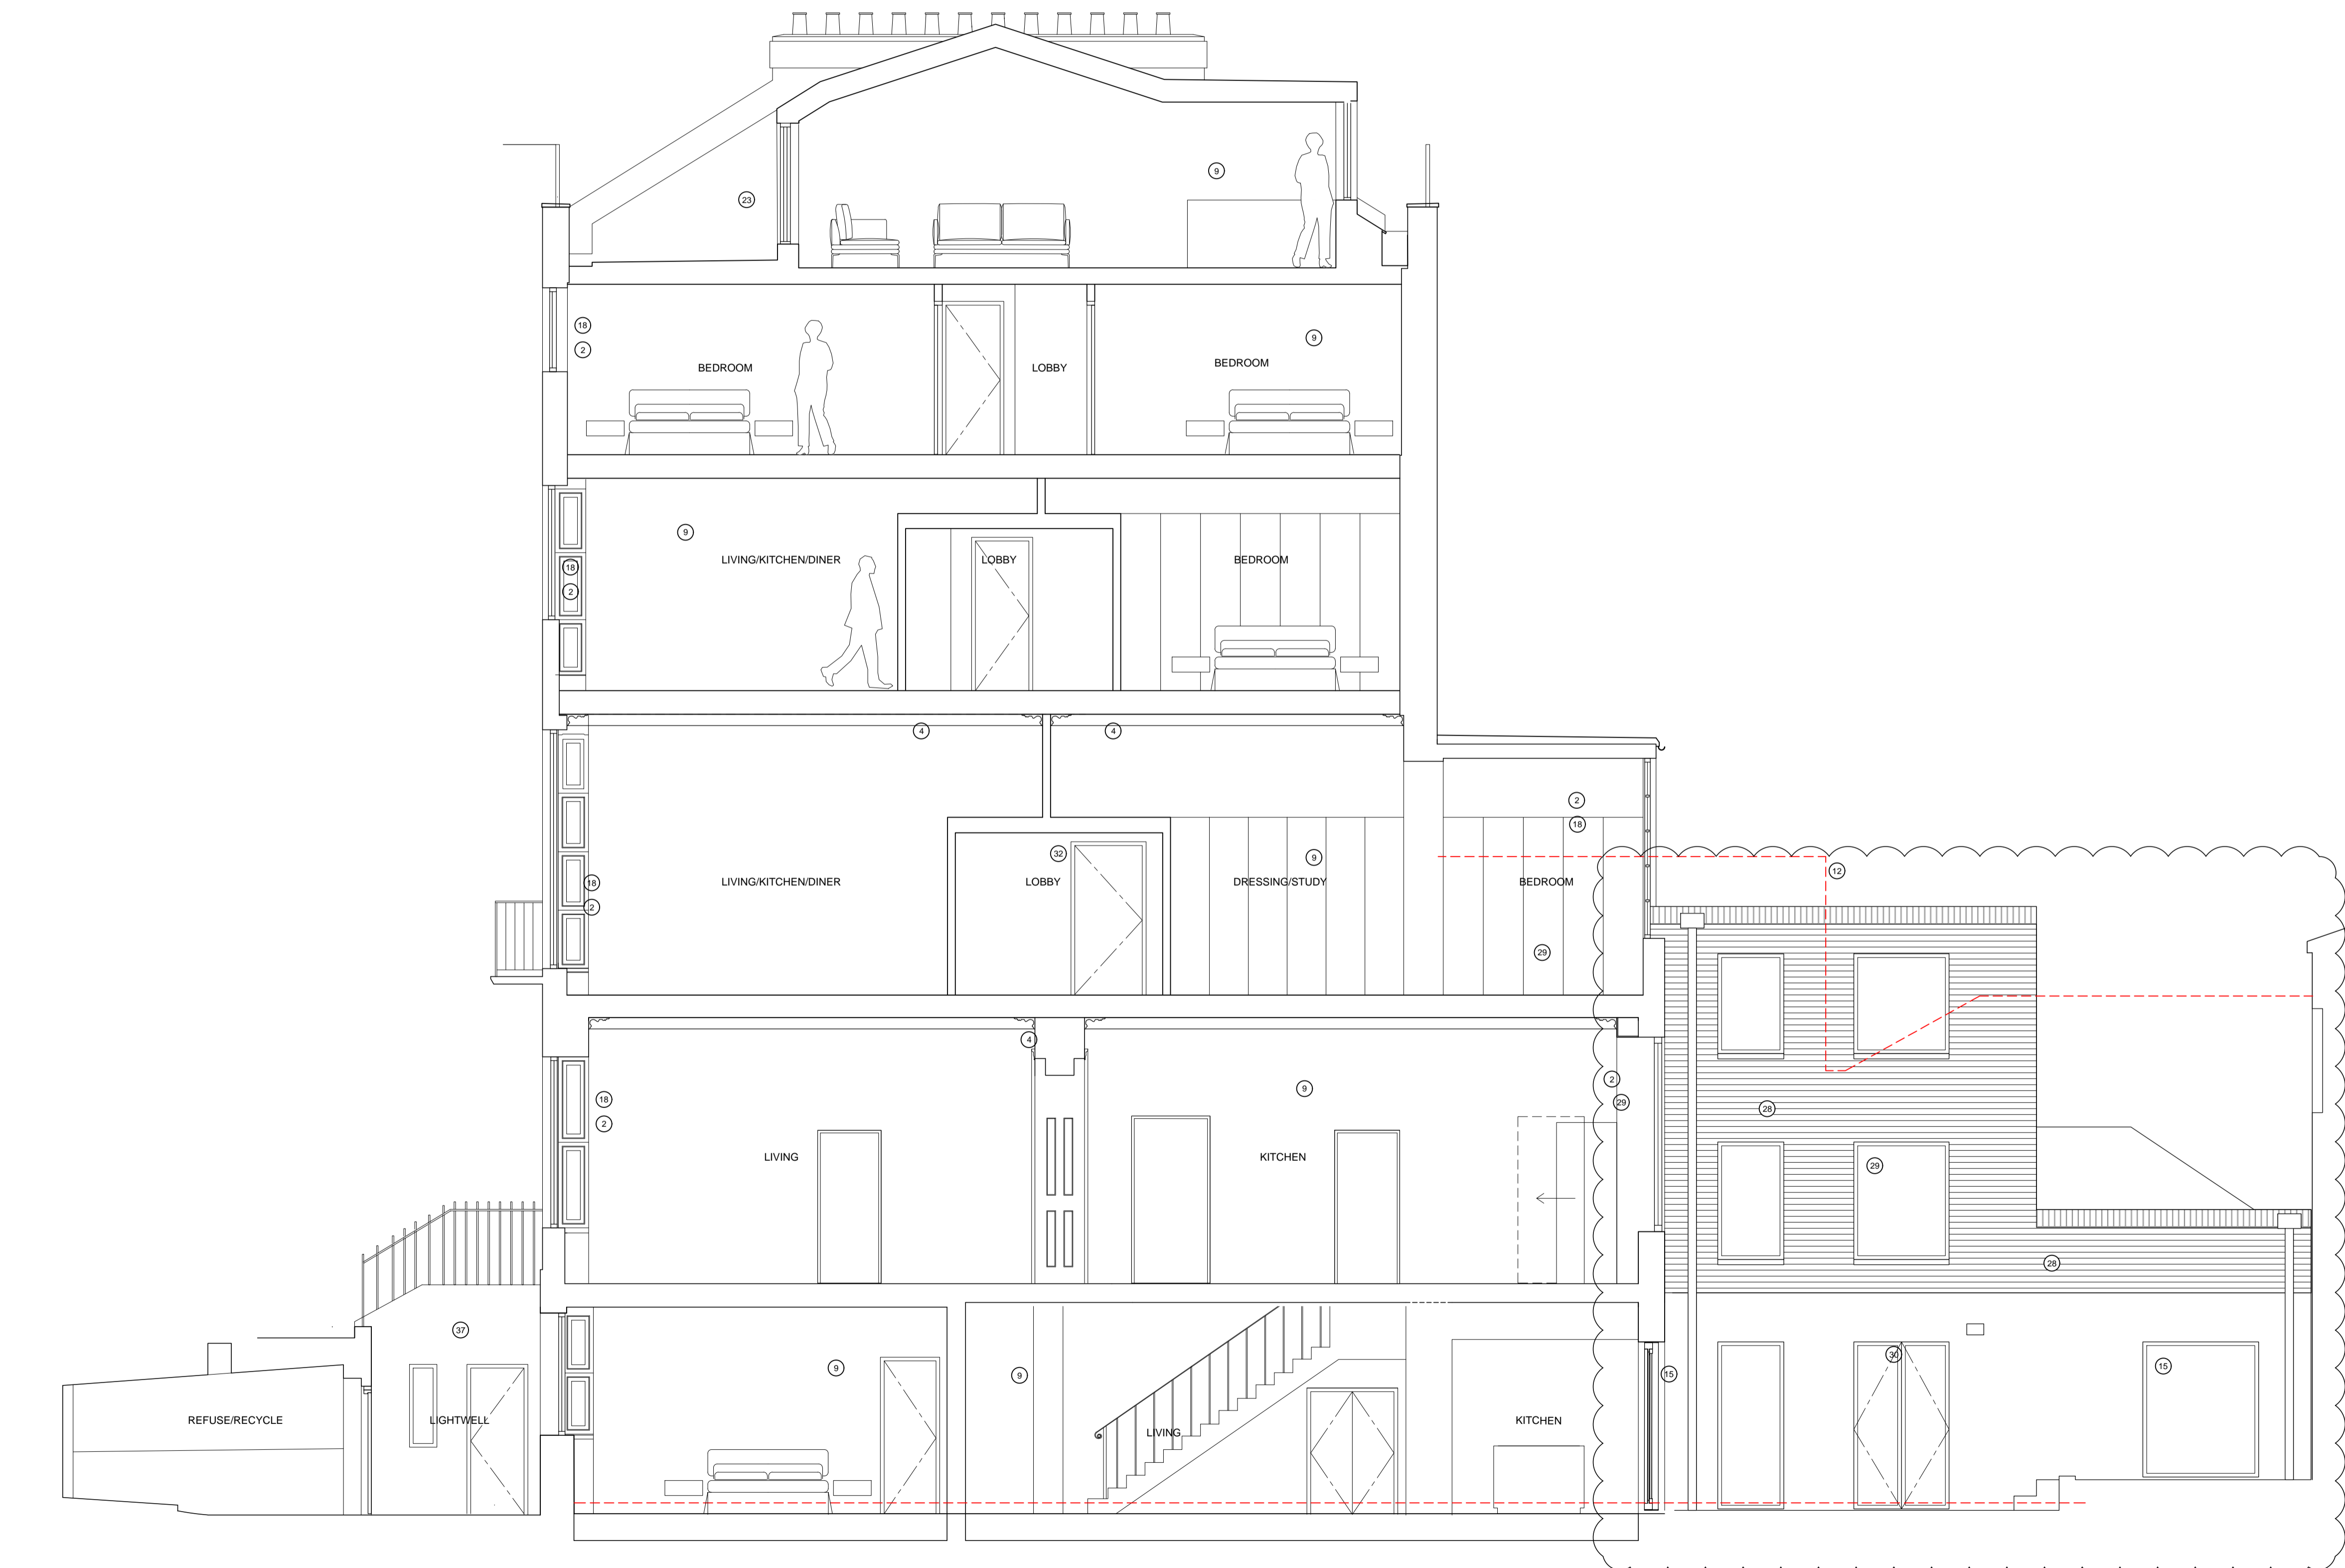 9
23
18
2
9
BEDROOM
LOBBY
BEDROOM
9
LIVING/KITCHEN/DINER
LOBBY
BEDROOM
18
2
4
4
2
18
32
9
12
18
LIVING/KITCHEN/DINER
LOBBY
DRESSING/STUDY
BEDROOM
2
29
4
2
9
18
29
28
2
LIVING
KITCHEN
29
28
37
9
9
15
30
15
REFUSE/RECYCLE
LIGHTWELL
LIVING
KITCHEN